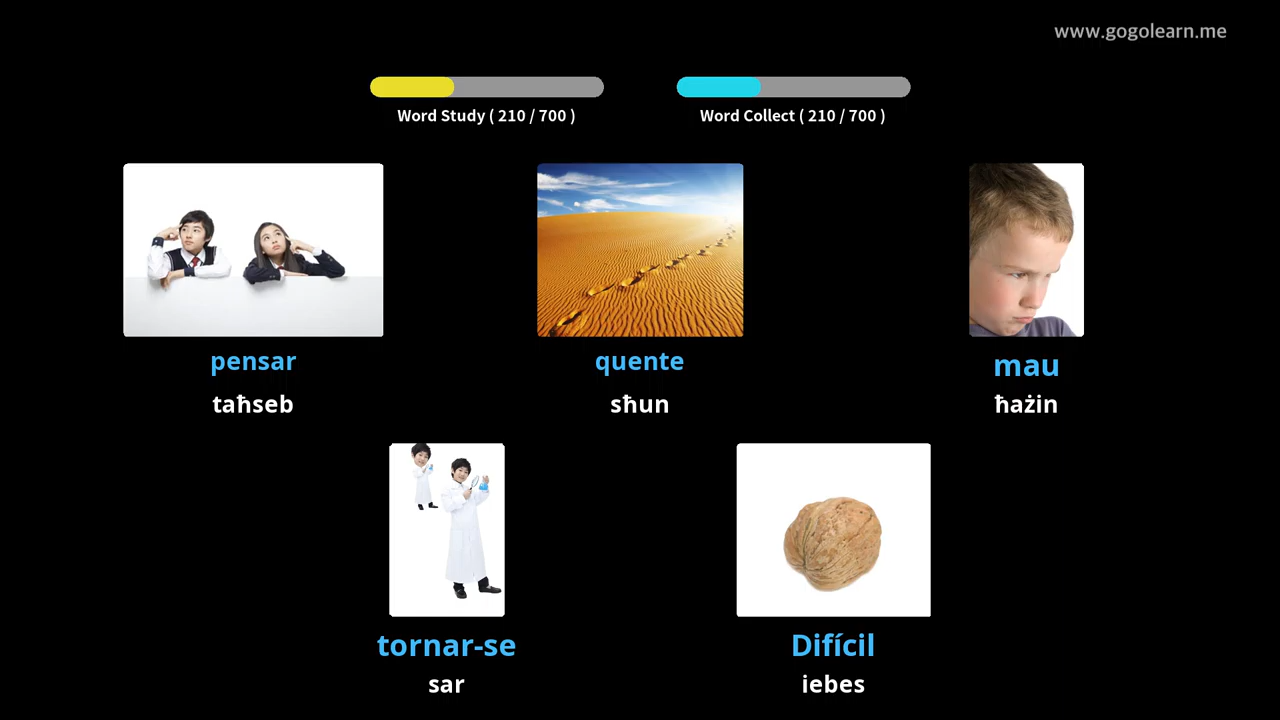 www.gogolearn.me
Word Study ( 210 / 700 )
Word Collect ( 210 / 700 )
pensar
taħseb
quente
sħun
mau
ħażin
tornar-se
sar
Difícil
iebes